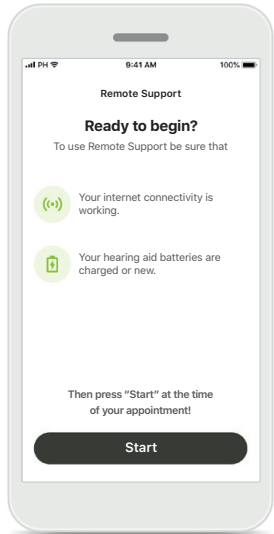 PH 9:41 AM 100%
Remote Support
Ready to begin?
To use Remote Support be sure that
Your internet connectivity is
working.
Your hearing aid batteries are
charged or new.
Then press "Start" at the time
of your appointment!
Start